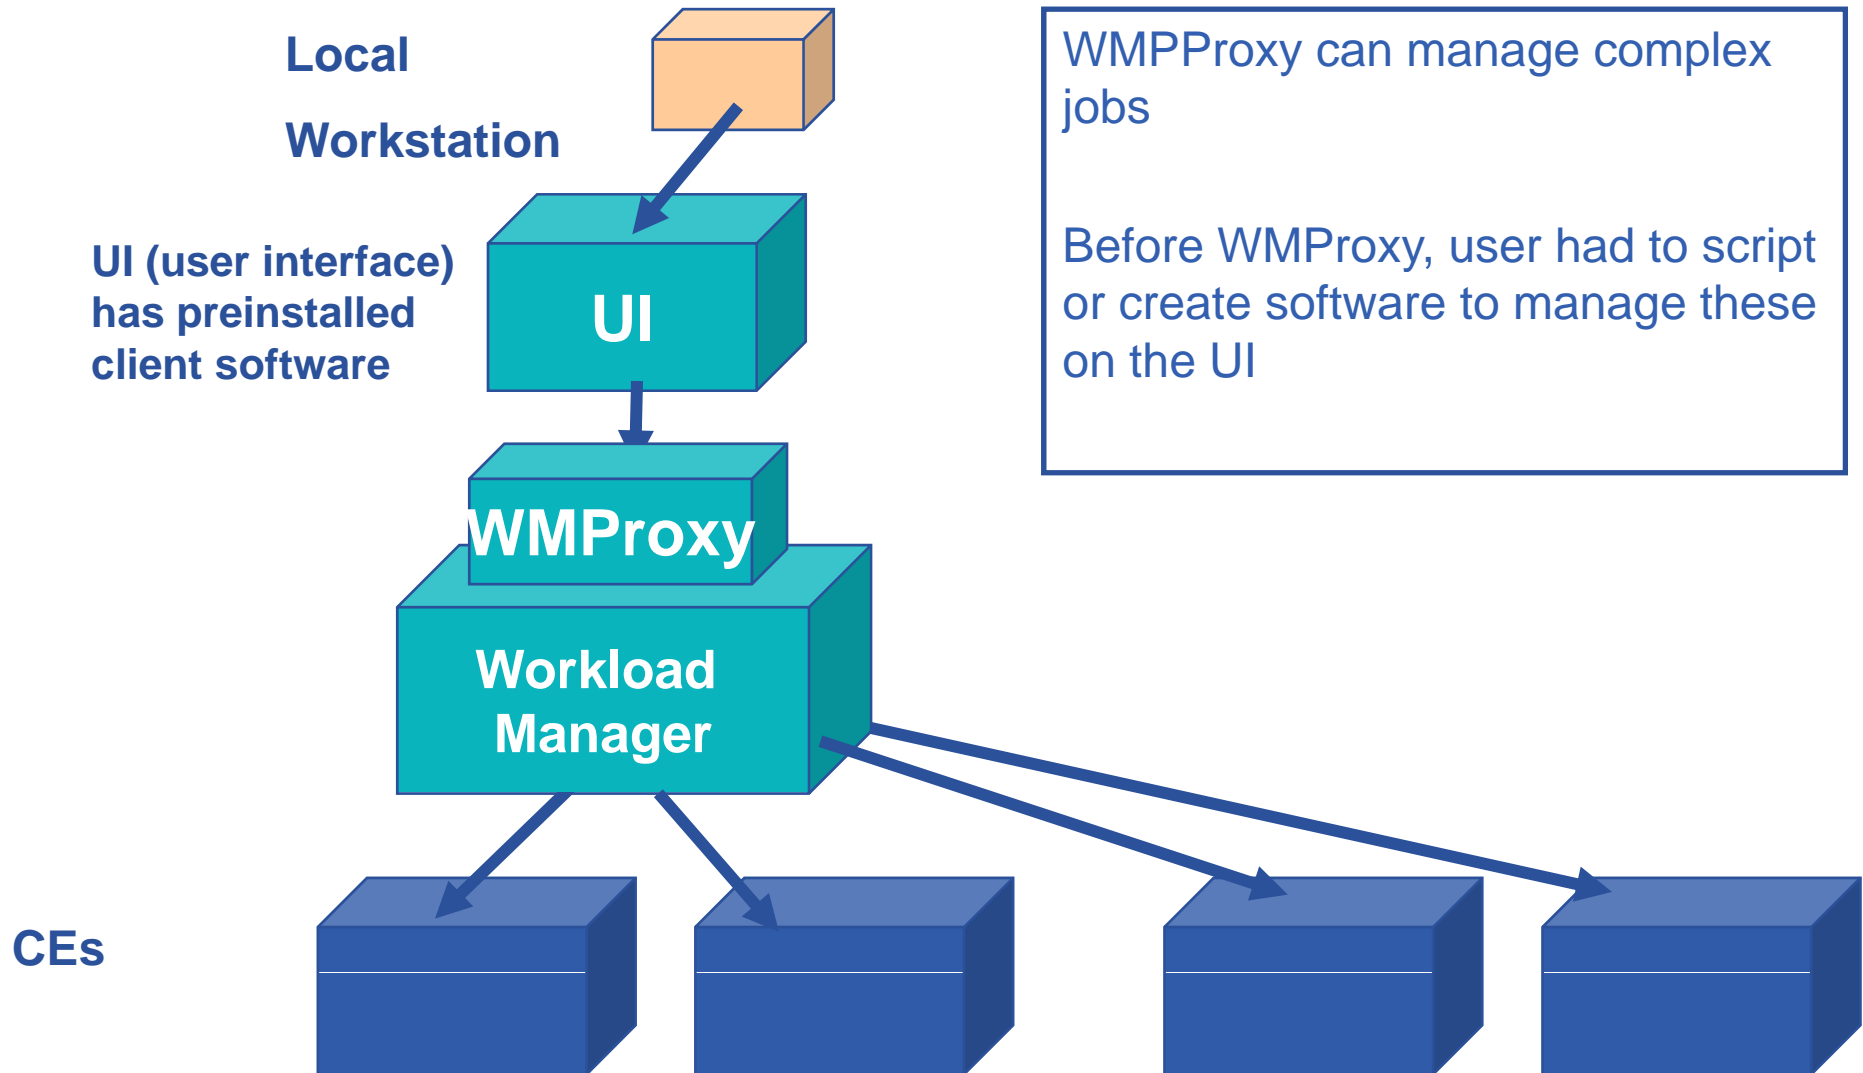 Local
Workstation
UI (user interface)
has preinstalled
client software
UI
WMProxy
Workload
Manager
CEs
WMPProxy can manage complex
jobs
Before WMProxy, user had to script
or create software to manage these
on the UI